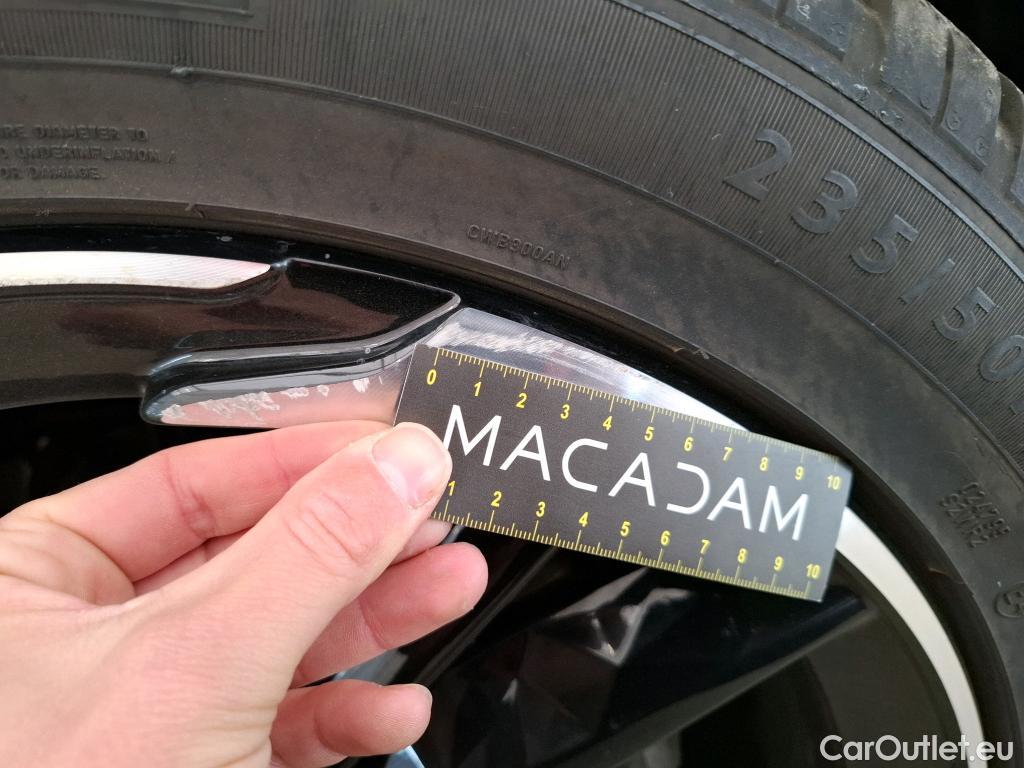 RE DIAMETER TO
UNDERINFLATION /
OR DAMAGE.
235/50
CWB900AN
0 1 2 3 4 5 6 7 8 9 10
MACADAM
1 2 3 4 5 6 7 8 9 10
CarOutlet.eu